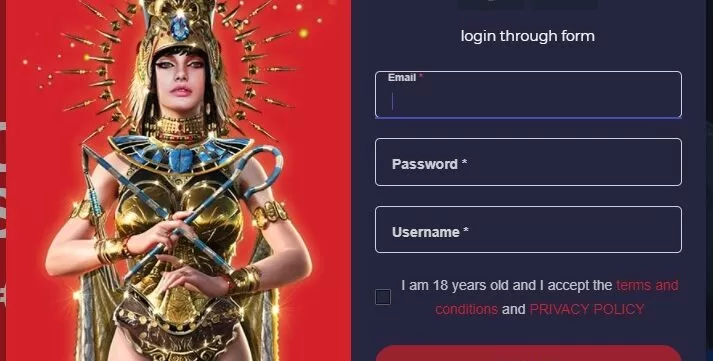 login through form
Email *
Password *
Username *
I am 18 years old and I accept the terms and
conditions and PRIVACY POLICY